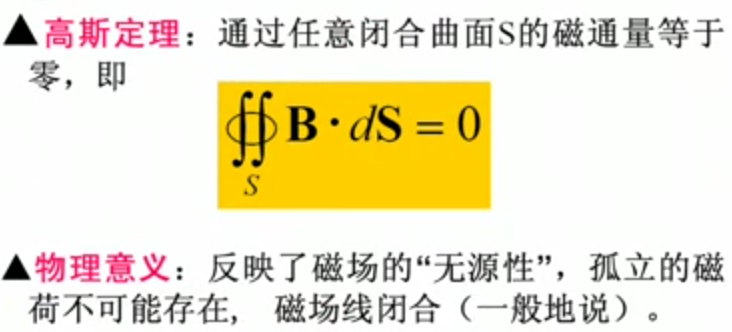 ▲高斯定理：通过任意闭合曲面S的磁通量等于
零，即
∯ B · dS = 0
S
▲物理意义：反映了磁场的“无源性”，孤立的磁
荷不可能存在, 磁场线闭合（一般地说）。